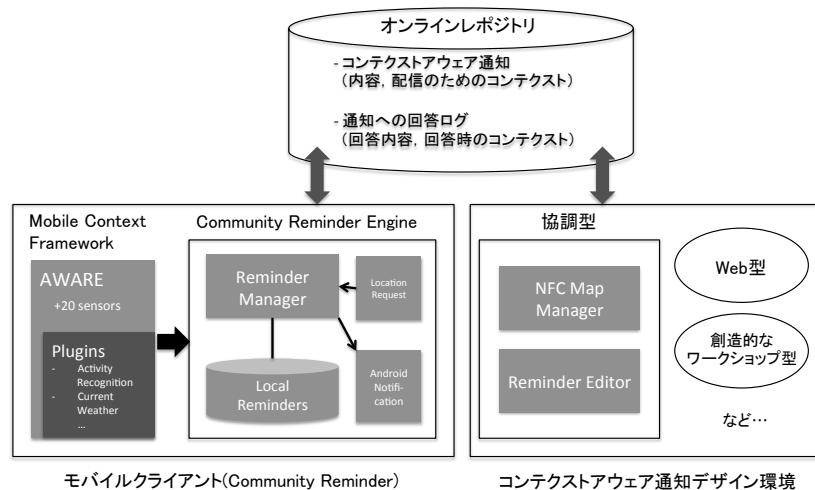 オンラインレポジトリ
- コンテクストアウェア通知
（内容, 配信のためのコンテクスト）
- 通知への回答ログ
（回答内容, 回答時のコンテクスト）
Mobile Context
Framework
AWARE
+20 sensors
Plugins
- Activity
Recognition
- Current
Weather
...
Community Reminder Engine
Reminder
Manager
Location
Request
Local
Reminders
Android
Notifi-
cation
モバイルクライアント(Community Reminder)
協調型
NFC Map
Manager
Reminder Editor
Web型
創造的な
ワークショップ型
など…
コンテクストアウェア通知デザイン環境